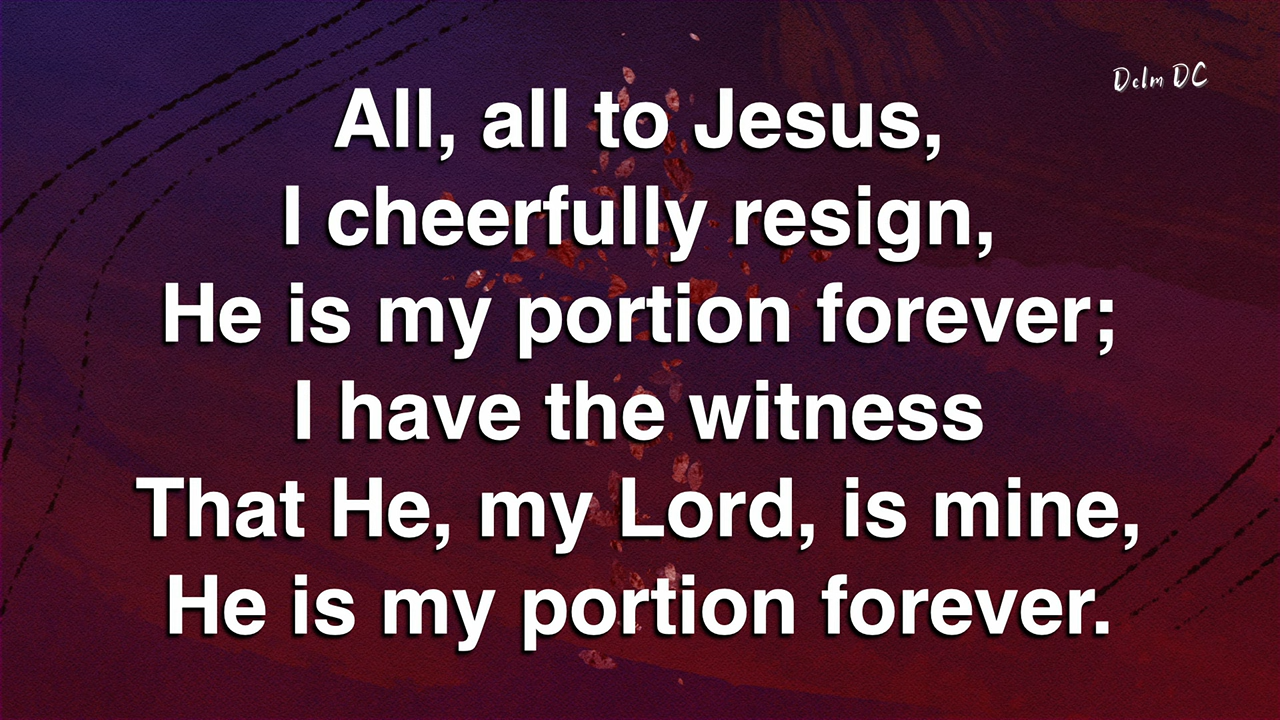 Dclm DC
All, all to Jesus,
I cheerfully resign,
He is my portion forever;
I have the witness
That He, my Lord, is mine,
He is my portion forever.